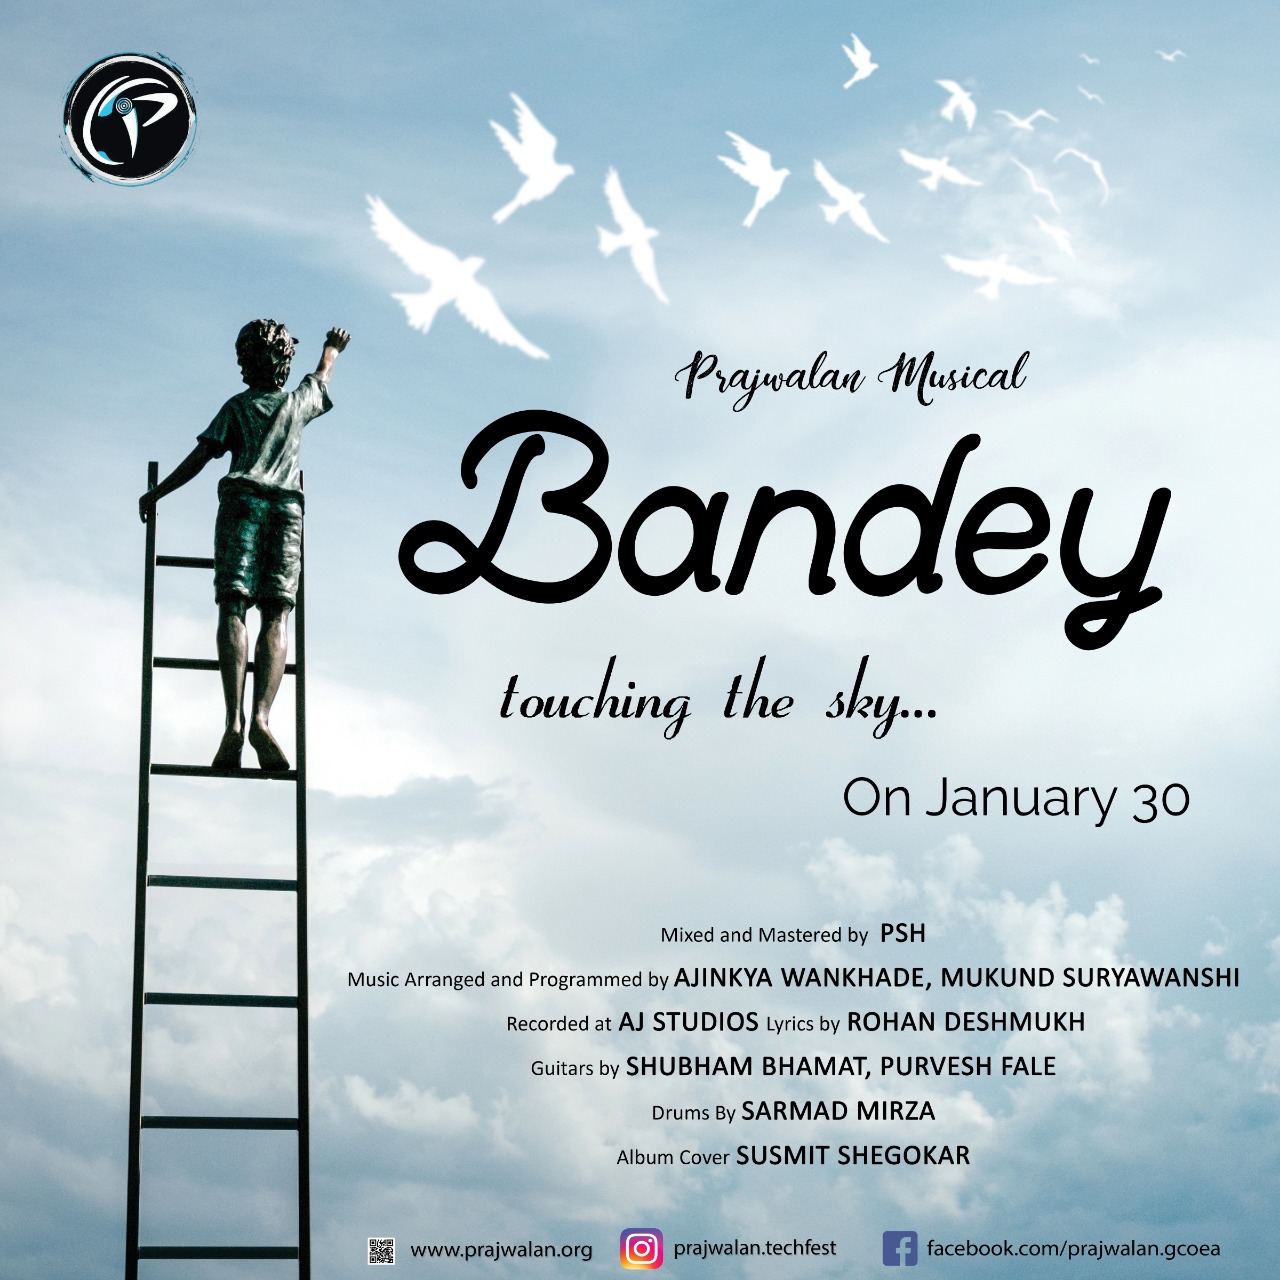 Prajwalan Musical
Bandey
touching the sky...
On January 30
Mixed and Mastered by PSH
Music Arranged and Programmed by AJINKYA WANKHADE, MUKUND SURYAWANSHI
Recorded at AJ STUDIOS Lyrics by ROHAN DESHMUKH
Guitars by SHUBHAM BHAMAT, PURVESH FALE
Drums By SARMAD MIRZA
Album Cover SUSMIT SHEGOKAR
www.prajwalan.org prajwalan.techfest facebook.com/prajwalan.gcoea